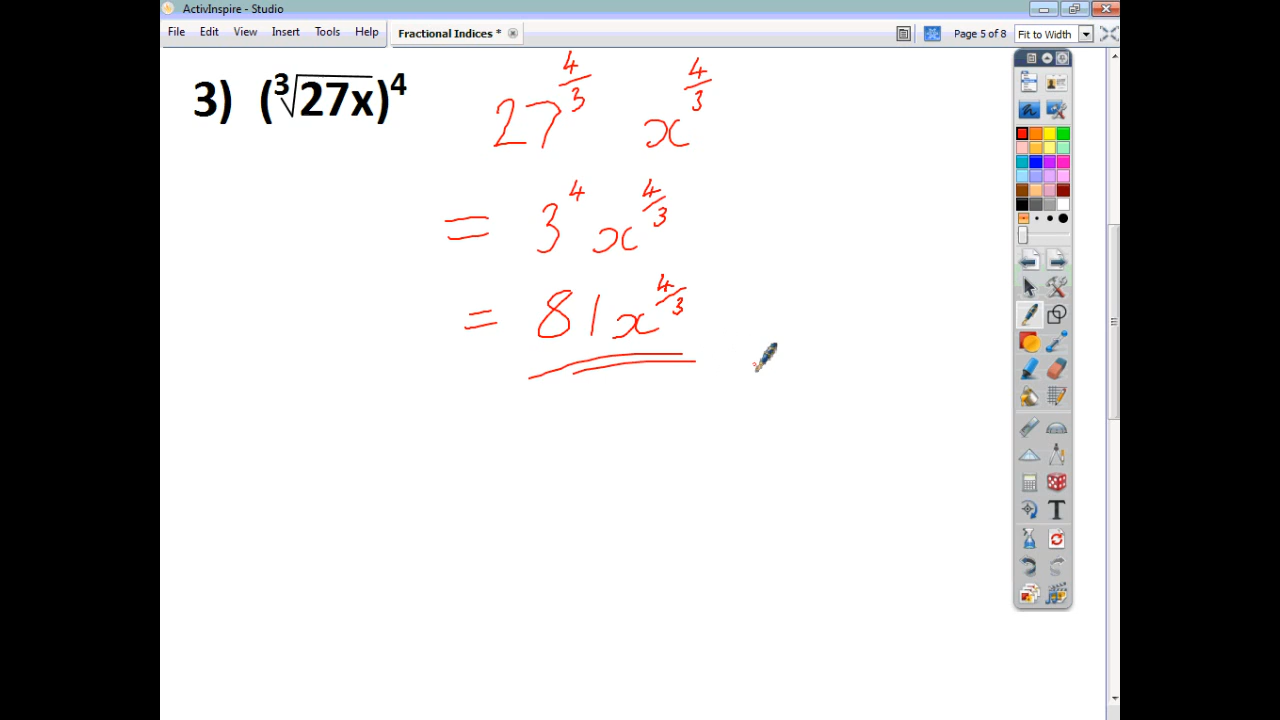 ActivInspire - Studio
File Edit View Insert Tools Help Fractional Indices * Page 5 of 8 Fit to Width
3) (∛27x)⁴ 27^(4/3) x^(4/3)
= 3⁴ x^(4/3)
= 81x^(4/3)
T